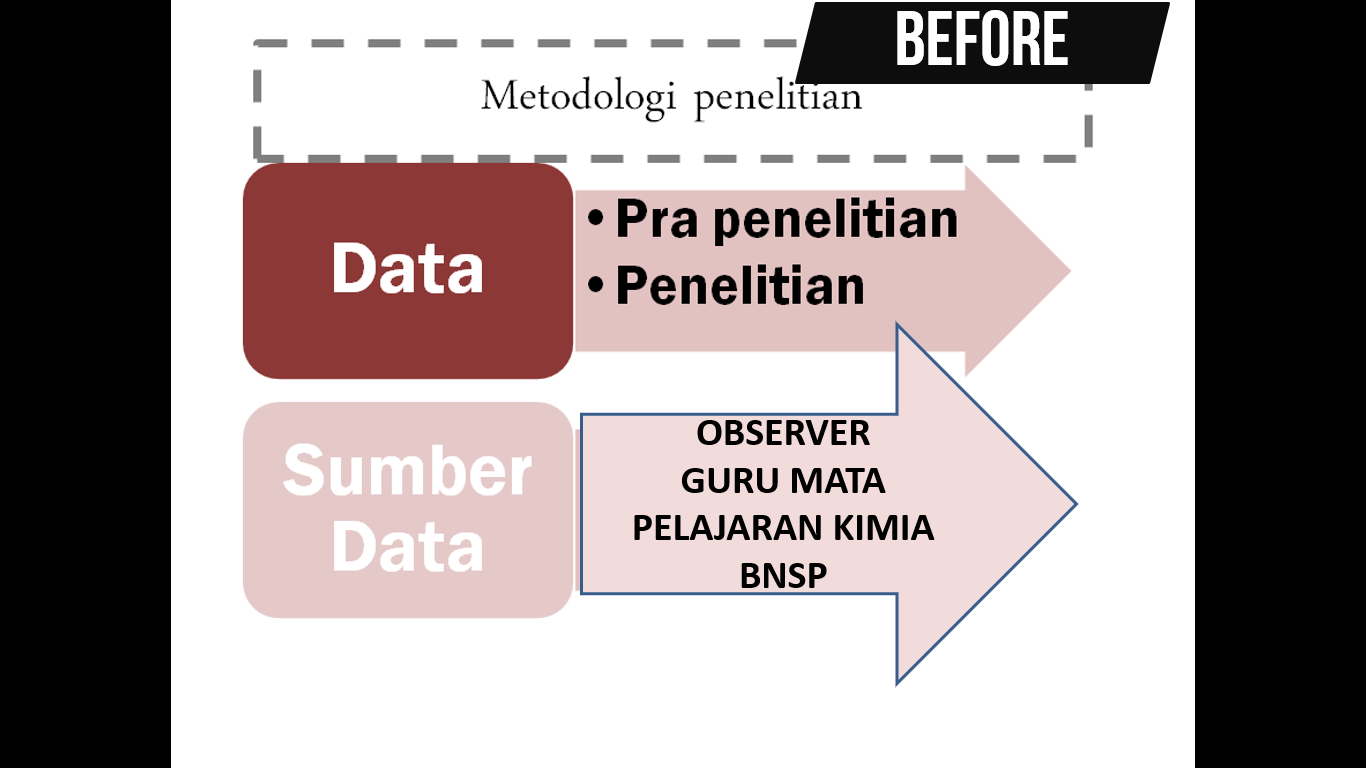 BEFORE
Metodologi penelitian
Data
• Pra penelitian
• Penelitian
Sumber
Data
OBSERVER
GURU MATA
PELAJARAN KIMIA
BNSP